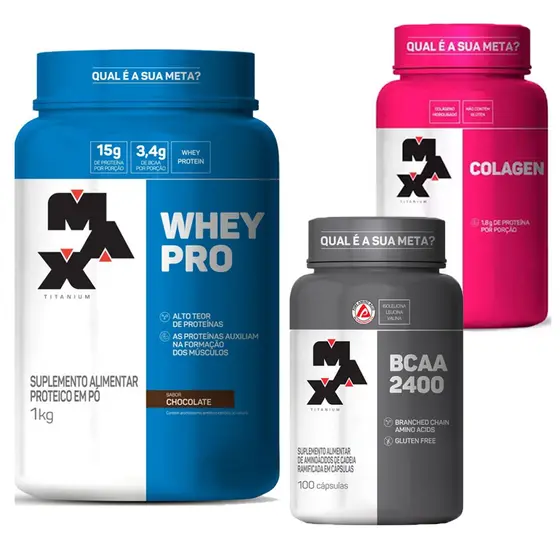 QUAL É A SUA META?
15g
DE PROTEÍNA
POR PORÇÃO
3,4g
DE BCAA
POR PORÇÃO
WHEY
PROTEIN
MAX
TITANIUM
WHEY
PRO
ALTO TEOR
DE PROTEÍNAS
AS PROTEÍNAS AUXILIAM
NA FORMAÇÃO
DOS MÚSCULOS
SUPLEMENTO ALIMENTAR
PROTEICO EM PÓ
1kg
SABOR
CHOCOLATE
QUAL É A SUA META?
COLÁGENO
HIDROLISADO
NÃO CONTÉM
GLÚTEN
MAX
TITANIUM
COLAGEN
1,8g DE PROTEÍNA
POR PORÇÃO
QUAL É A SUA META?
ISOLEUCINA
LEUCINA
VALINA
MAX
TITANIUM
BCAA
2400
BRANCHED CHAIN
AMINO ACIDS
GLUTEN FREE
SUPLEMENTO ALIMENTAR
DE AMINOÁCIDOS DE CADEIA
RAMIFICADA EM CÁPSULAS
100 cápsulas